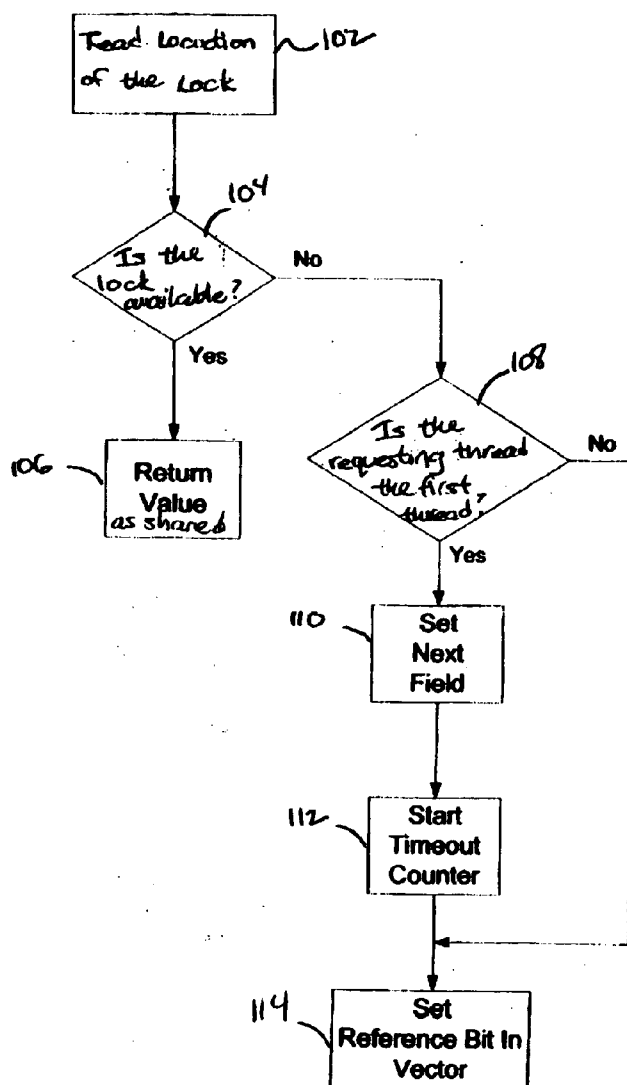 Read Location
of the Lock
102
104
Is the
lock
available?
No
Yes
108
Is the
requesting thread
the first
thread?
No
Yes
106
Return
Value
as shared
110
Set
Next
Field
112
Start
Timeout
Counter
114
Set
Reference Bit In
Vector